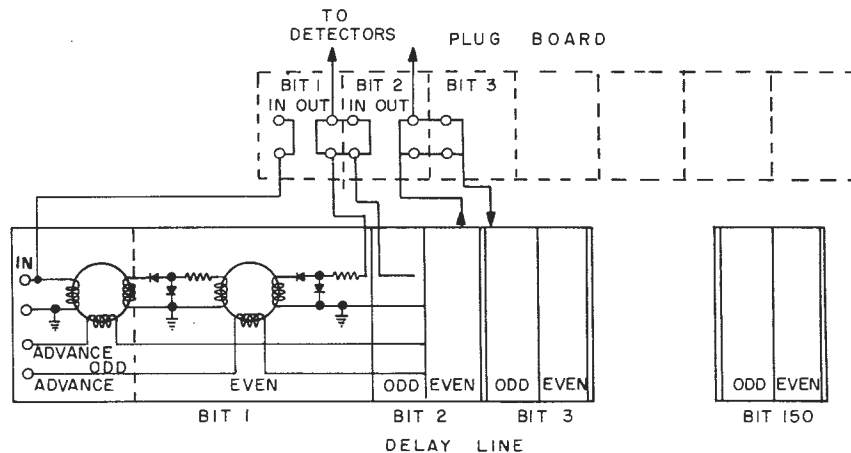 TO
DETECTORS
PLUG BOARD
BIT 1 BIT 2 BIT 3
IN OUT IN OUT
IN
ADVANCE
ODD
ADVANCE EVEN ODD EVEN ODD EVEN ODD EVEN
BIT 1 BIT 2 BIT 3 BIT 150
DELAY LINE